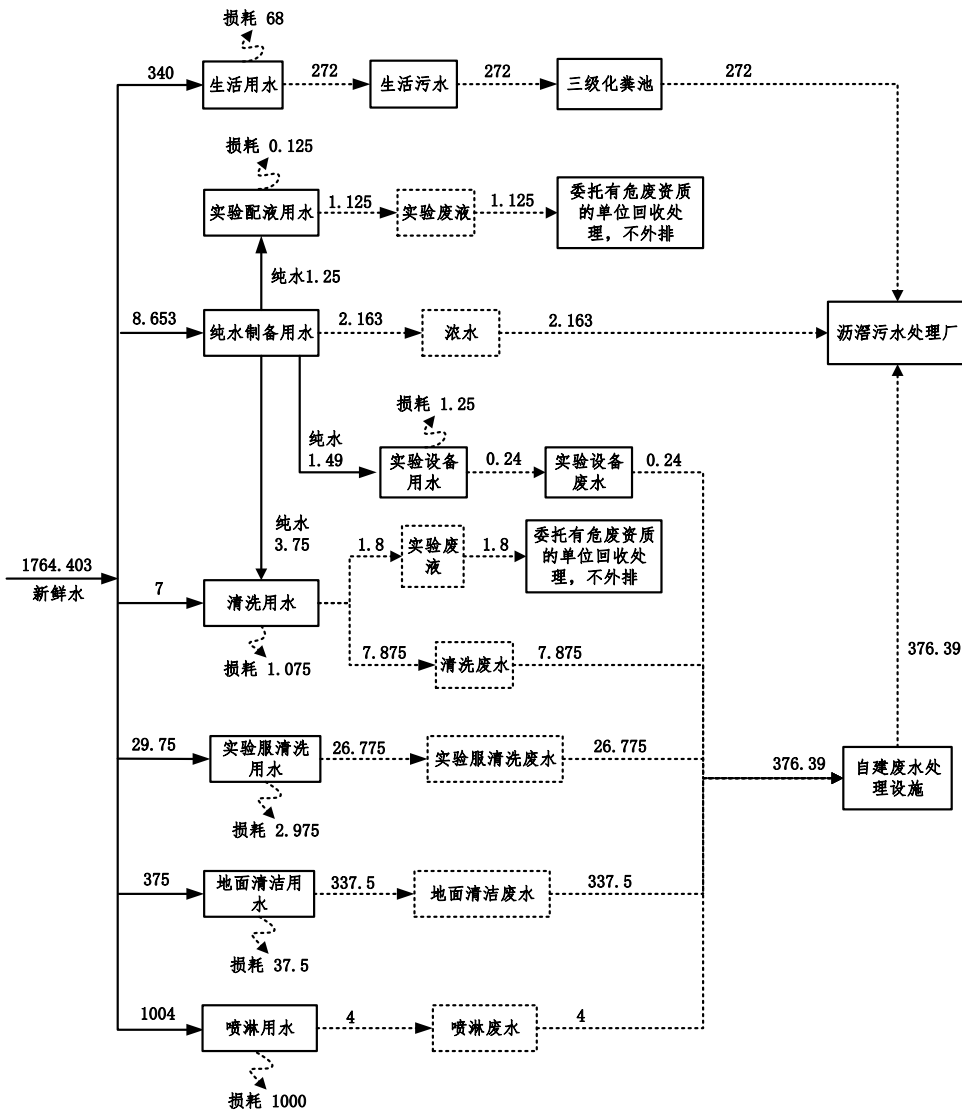 损耗 68
340
生活用水
272
生活污水
272
三级化粪池
272
损耗 0.125
实验配液用水
1.125
实验废液
1.125
委托有危废资质
的单位回收处
理，不外排
纯水1.25
8.653
纯水制备用水
2.163
浓水
2.163
沥滘污水处理厂
损耗 1.25
纯水
1.49
实验设备
用水
0.24
实验设备
废水
0.24
纯水
3.75
1.8
实验废
液
1.8
委托有危废资质
的单位回收处
理，不外排
1764.403
新鲜水
7
清洗用水
损耗 1.075
7.875
清洗废水
7.875
376.39
29.75
实验服清洗
用水
26.775
实验服清洗废水
26.775
376.39
自建废水处
理设施
损耗 2.975
375
地面清洁用
水
337.5
地面清洁废水
337.5
损耗 37.5
1004
喷淋用水
4
喷淋废水
4
损耗 1000